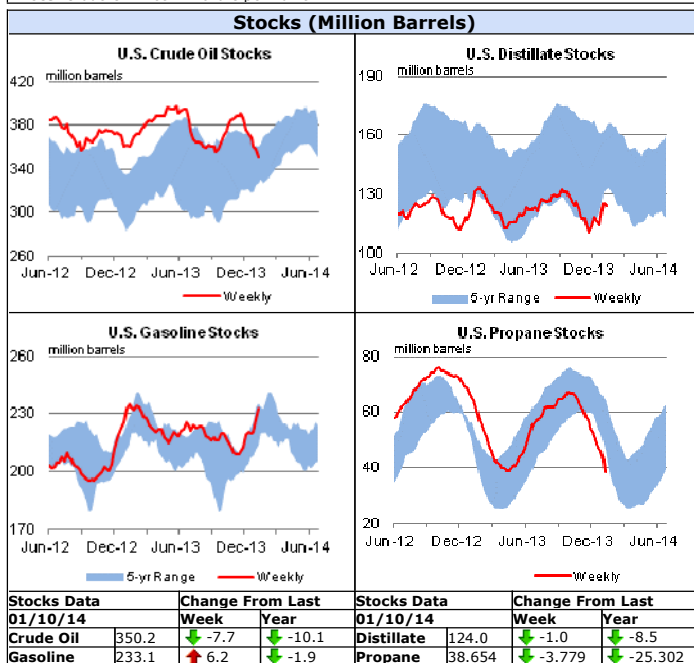 Stocks (Million Barrels)
U.S. Crude Oil Stocks
million barrels
420
380
340
300
260
Jun-12 Dec-12 Jun-13 Dec-13 Jun-14
Weekly
U.S. Distillate Stocks
million barrels
190
160
130
100
Jun-12 Dec-12 Jun-13 Dec-13 Jun-14
5-yr Range Weekly
U.S. Gasoline Stocks
million barrels
260
230
200
170
Jun-12 Dec-12 Jun-13 Dec-13 Jun-14
5-yr Range Weekly
U.S. Propane Stocks
million barrels
80
60
40
20
Jun-12 Dec-12 Jun-13 Dec-13 Jun-14
Weekly
Stocks Data Change From Last
01/10/14 Week Year
Crude Oil 350.2 -7.7 -10.1
Gasoline 233.1 6.2 -1.9
Stocks Data Change From Last
01/10/14 Week Year
Distillate 124.0 -1.0 -8.5
Propane 38.654 -3.779 -25.302